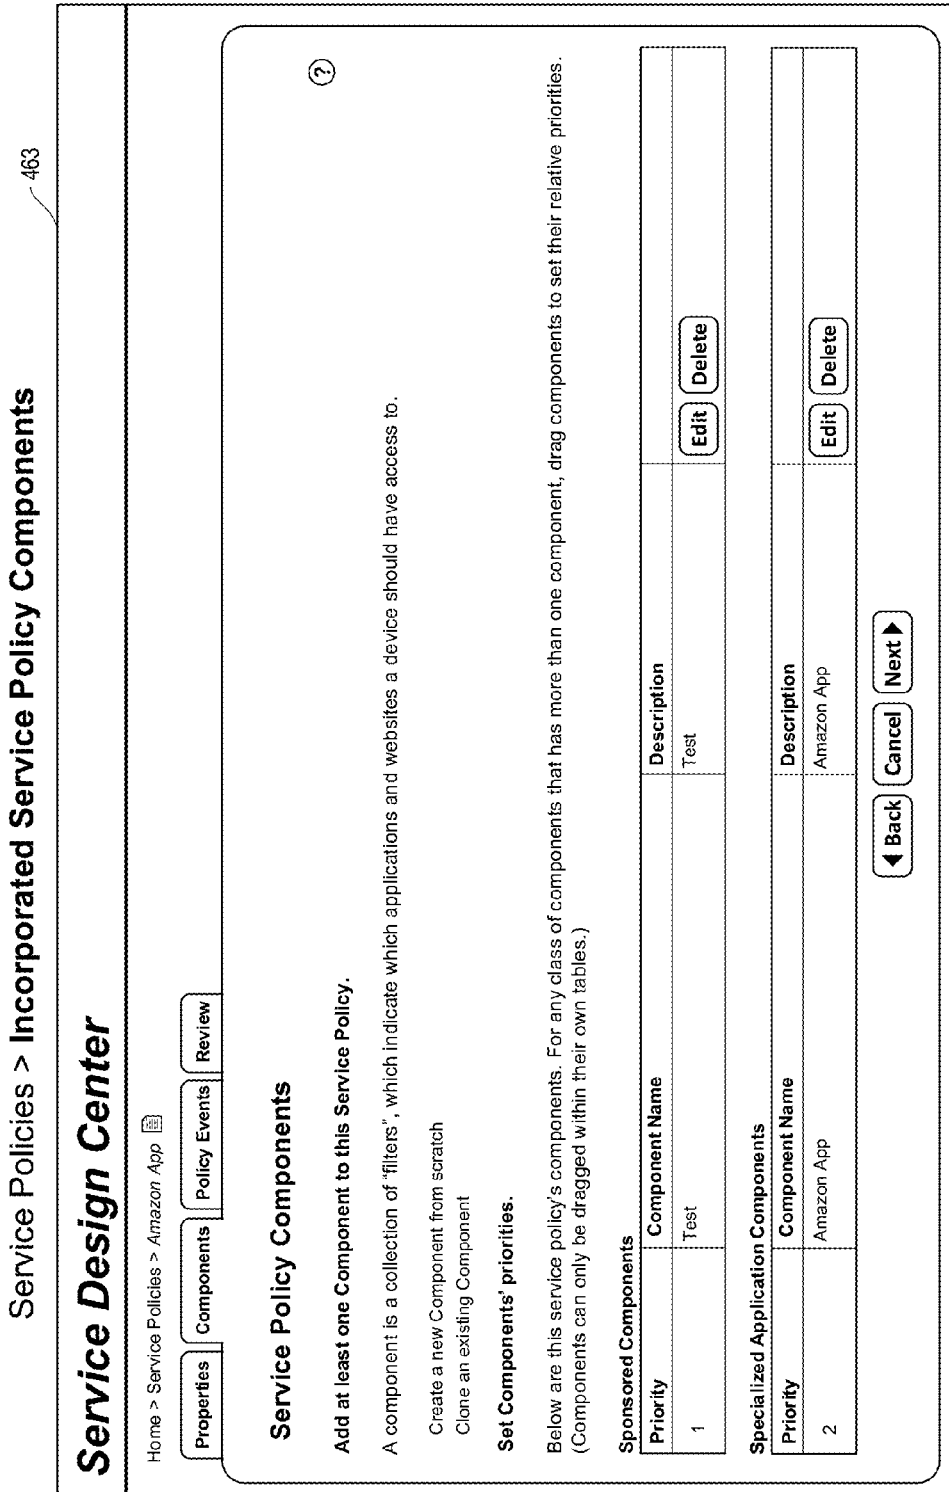 Service Policies > Incorporated Service Policy Components
463
Service Design Center
Home > Service Policies > Amazon App
Properties Components Policy Events Review
Service Policy Components
?
Add at least one Component to this Service Policy.
A component is a collection of "filters", which indicate which applications and websites a device should have access to.
Create a new Component from scratch
Clone an existing Component
Set Components' priorities.
Below are this service policy's components. For any class of components that has more than one component, drag components to set their relative priorities.
(Components can only be dragged within their own tables.)
Sponsored Components
Priority Component Name Description
1 Test Test Edit Delete
Specialized Application Components
Priority Component Name Description
2 Amazon App Amazon App Edit Delete
Back Cancel Next